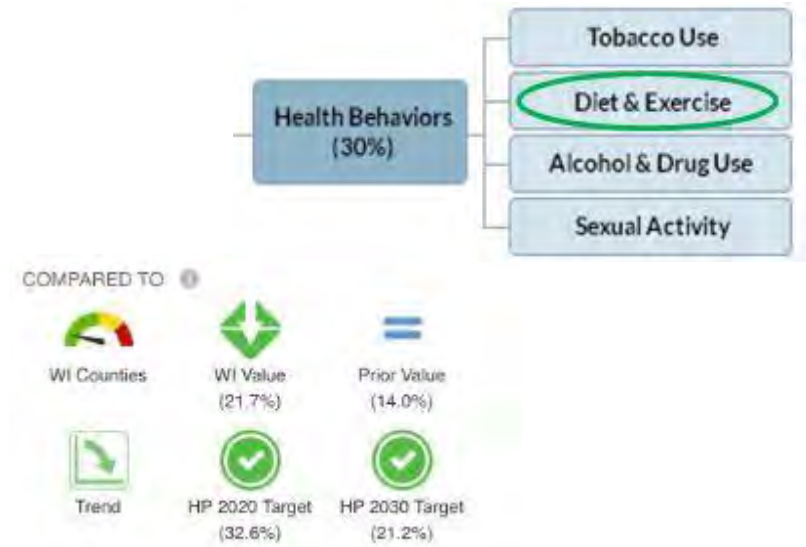 Tobacco Use
Health Behaviors
(30%)
Diet & Exercise
Alcohol & Drug Use
Sexual Activity
COMPARED TO
WI Counties
WI Value
(21.7%)
Prior Value
(14.0%)
Trend
HP 2020 Target
(32.6%)
HP 2030 Target
(21.2%)